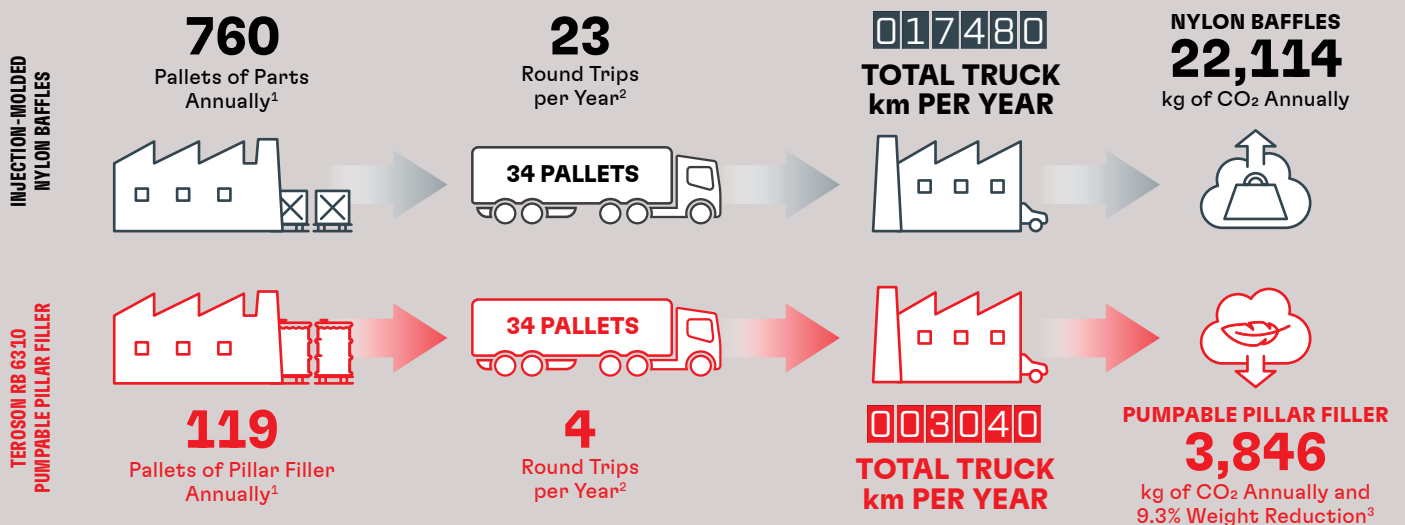 INJECTION-MOLDED
NYLON BAFFLES
760
Pallets of Parts
Annually¹
23
Round Trips
per Year²
017480
TOTAL TRUCK
km PER YEAR
NYLON BAFFLES
22,114
kg of CO₂ Annually
34 PALLETS
TEROSON RB 6310
PUMPABLE PILLAR FILLER
34 PALLETS
119
Pallets of Pillar Filler
Annually¹
4
Round Trips
per Year²
003040
TOTAL TRUCK
km PER YEAR
PUMPABLE PILLAR FILLER
3,846
kg of CO₂ Annually and
9.3% Weight Reduction³